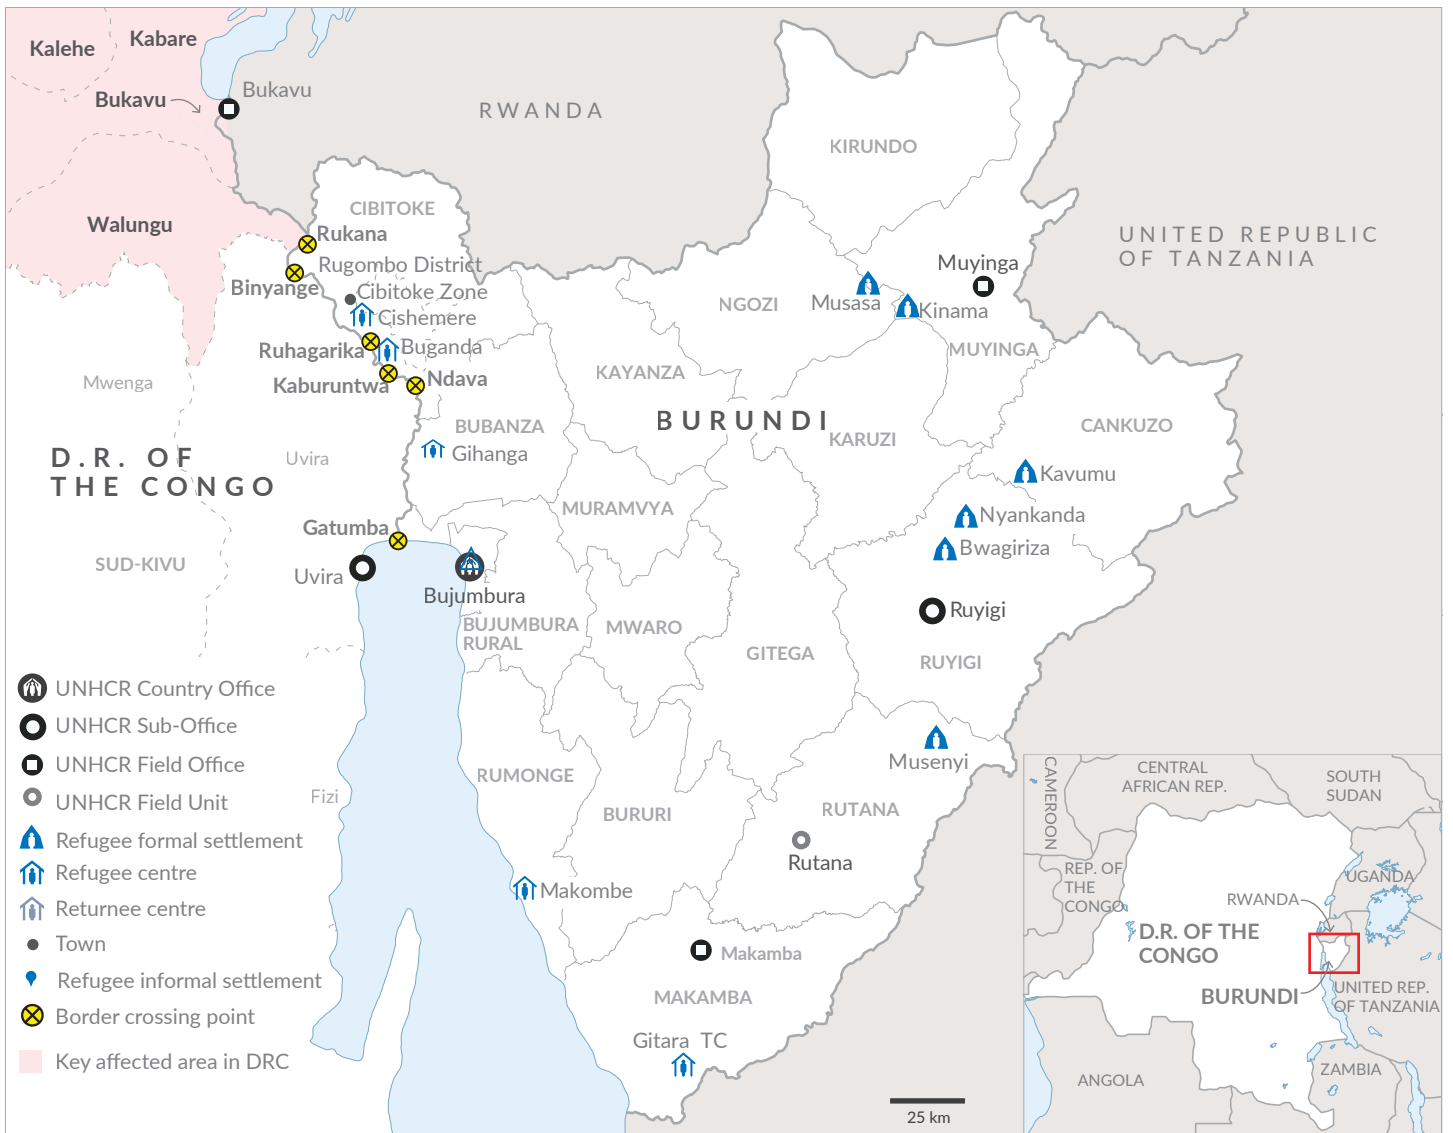 Kalehe
Kabare
Bukavu
Bukavu
Walungu
RWANDA
KIRUNDO
UNITED REPUBLIC
OF TANZANIA
CIBITOKE
Rukana
Rugombo District
Binyange
Cibitoke Zone
Cishemere
Ruhagarika
Buganda
Kaburuntwa
Ndava
Mwenga
NGOZI
Musasa
Kinama
Muyinga
MUYINGA
KAYANZA
BURUNDI
BUBANZA
Gihanga
KARUZI
CANKUZO
Kavumu
D.R. OF
THE CONGO
Uvira
Nyankanda
Bwagiriza
MURAMVYA
Gatumba
SUD-KIVU
Uvira
Bujumbura
BUJUMBURA
RURAL
MWARO
GITEGA
Ruyigi
RUYIGI
Musenyi
RUMONGE
BURURI
RUTANA
Rutana
Fizi
Makombe
Makamba
MAKAMBA
Gitara TC
UNHCR Country Office
UNHCR Sub-Office
UNHCR Field Office
UNHCR Field Unit
Refugee formal settlement
Refugee centre
Returnee centre
Town
Refugee informal settlement
Border crossing point
Key affected area in DRC
25 km
CAMEROON
CENTRAL
AFRICAN REP.
SOUTH
SUDAN
REP. OF
THE
CONGO
UGANDA
RWANDA
D.R. OF THE
CONGO
BURUNDI
UNITED REP.
OF TANZANIA
ANGOLA
ZAMBIA